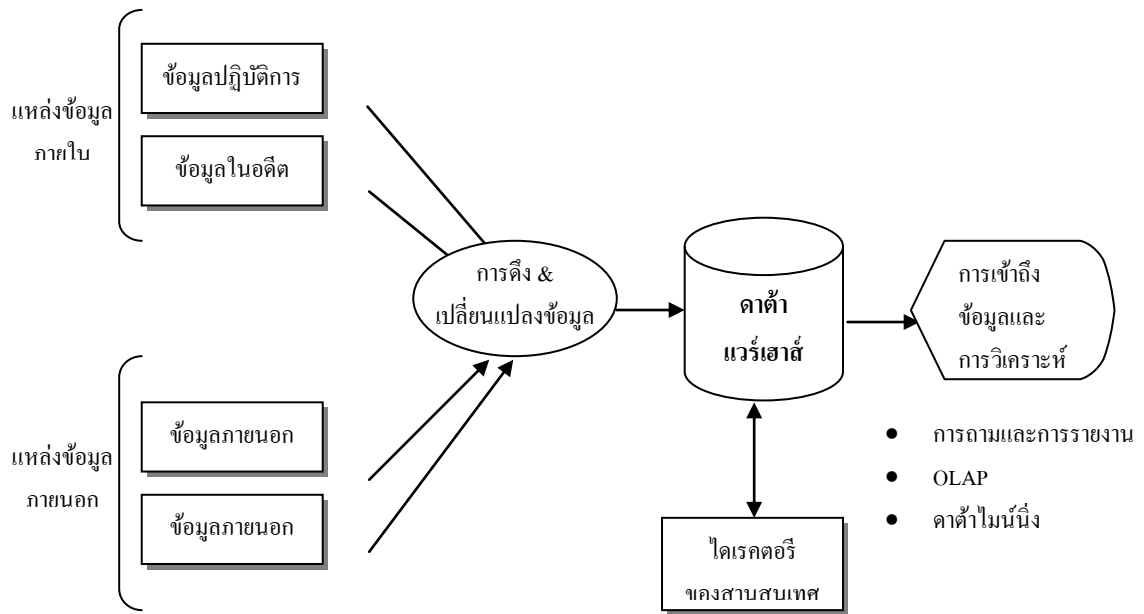 แหล่งข้อมูล
ภายใบ
ข้อมูลปฏิบัติการ
ข้อมูลในอดีต
การดึง &
เปลี่ยนแปลงข้อมูล
ดาต้า
แวร์เฮาส์
การเข้าถึง
ข้อมูลและ
การวิเคราะห์
แหล่งข้อมูล
ภายนอก
ข้อมูลภายนอก
ข้อมูลภายนอก
ไดเรคตอรี
ของสาบสบเทศ
● การถามและการรายงาน
● OLAP
● ดาต้าไมน์นิ่ง